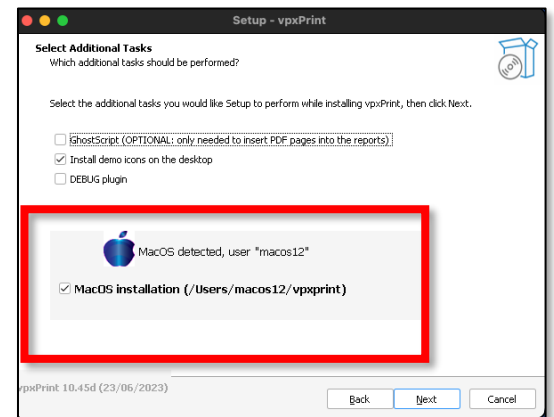 Setup - vpxPrint
Select Additional Tasks
Which additional tasks should be performed?
Select the additional tasks you would like Setup to perform while installing vpxPrint, then click Next.
GhostScript (OPTIONAL: only needed to insert PDF pages into the reports)
Install demo icons on the desktop
DEBUG plugin
MacOS detected, user "macos12"
MacOS installation (/Users/macos12/vpxprint)
vpxPrint 10.45d (23/06/2023)
Back Next Cancel